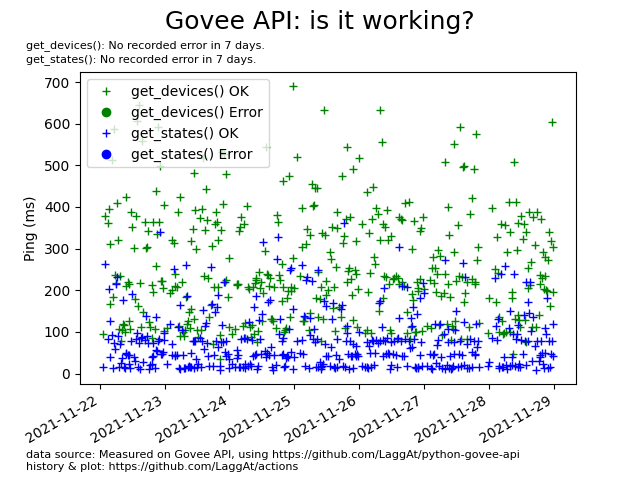 Govee API: is it working?
get_devices(): No recorded error in 7 days.
get_states(): No recorded error in 7 days.
700
600
500
400
300
200
100
0
Ping (ms)
get_devices() OK
get_devices() Error
get_states() OK
get_states() Error
2021-11-22
2021-11-23
2021-11-24
2021-11-25
2021-11-26
2021-11-27
2021-11-28
2021-11-29
data source: Measured on Govee API, using https://github.com/LaggAt/python-govee-api
history & plot: https://github.com/LaggAt/actions